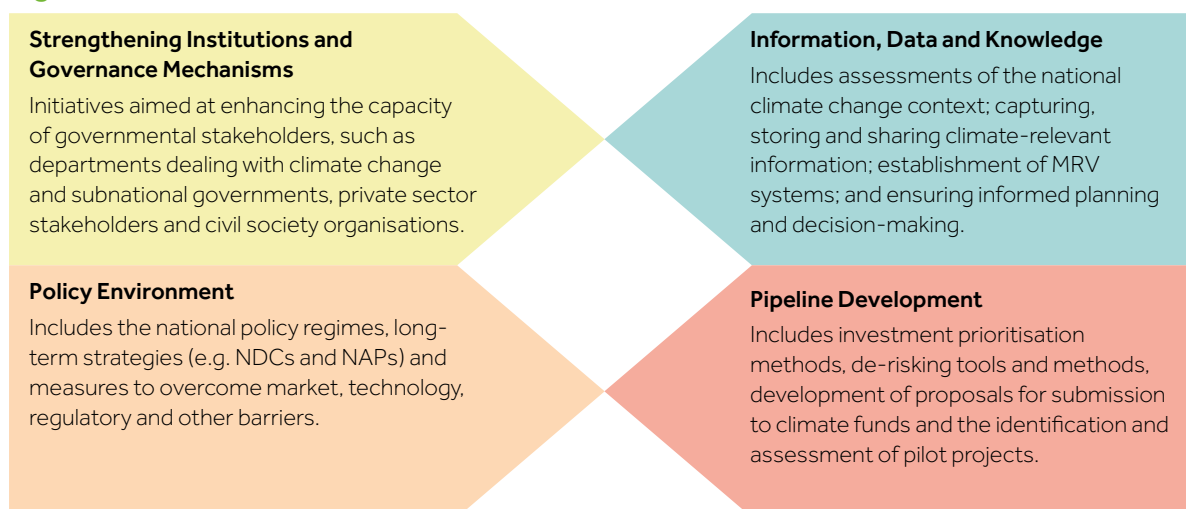 Strengthening Institutions and
Governance Mechanisms
Initiatives aimed at enhancing the capacity
of governmental stakeholders, such as
departments dealing with climate change
and subnational governments, private sector
stakeholders and civil society organisations.
Information, Data and Knowledge
Includes assessments of the national
climate change context; capturing,
storing and sharing climate-relevant
information; establishment of MRV
systems; and ensuring informed planning
and decision-making.
Policy Environment
Includes the national policy regimes, long-
term strategies (e.g. NDCs and NAPs) and
measures to overcome market, technology,
regulatory and other barriers.
Pipeline Development
Includes investment prioritisation
methods, de-risking tools and methods,
development of proposals for submission
to climate funds and the identification and
assessment of pilot projects.